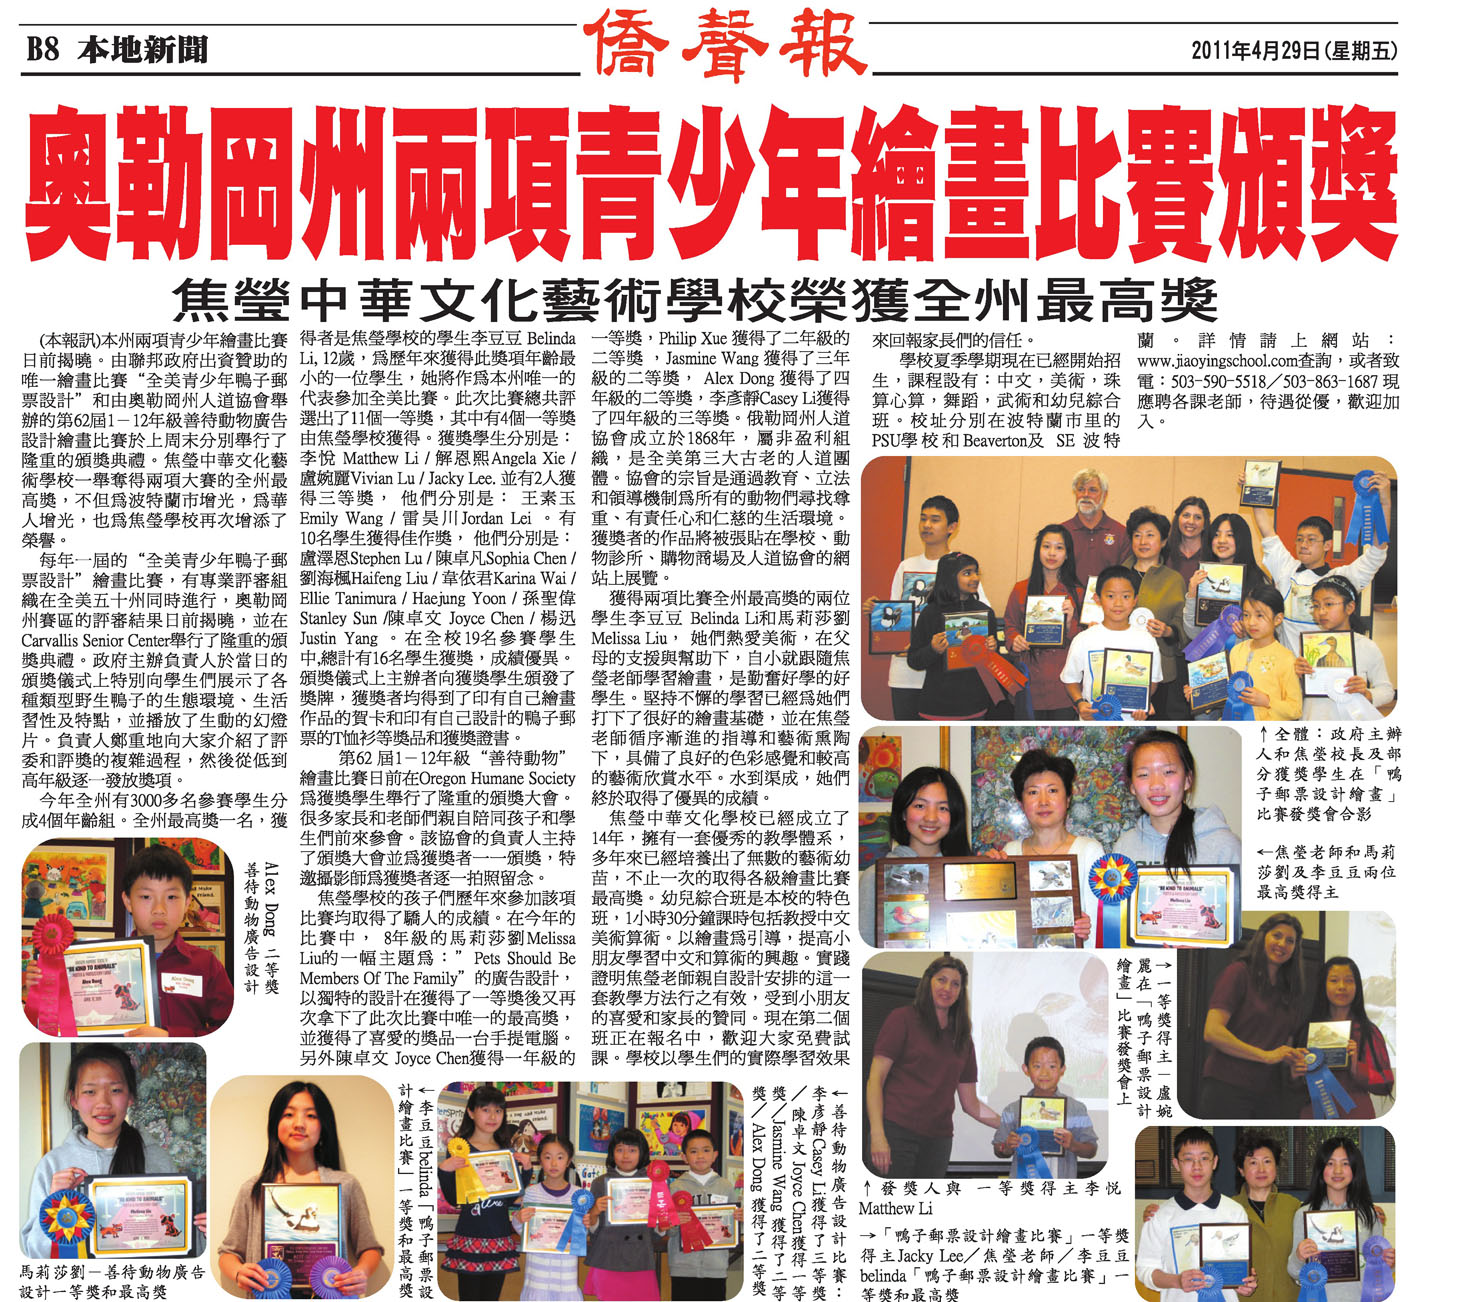 B8 本地新聞
僑聲報
2011年4月29日(星期五)
奧勒岡州兩項青少年繪畫比賽頒獎
焦瑩中華文化藝術學校榮獲全州最高獎
(本報訊)本州兩項青少年繪畫比賽
日前揭曉。由聯邦政府出資贊助的
唯一繪畫比賽“全美青少年鴨子郵
票設計”和由奧勒岡州人道協會舉
辦的第62屆1－12年級善待動物廣告
設計繪畫比賽於上周末分別舉行了
隆重的頒獎典禮。焦瑩中華文化藝
術學校一舉奪得兩項大賽的全州最
高獎，不但爲波特蘭市增光，爲華
人增光，也爲焦瑩學校再次增添了
榮譽。
每年一屆的“全美青少年鴨子郵
票設計”繪畫比賽，有專業評審組
織在全美五十州同時進行，奧勒岡
州賽區的評審結果日前揭曉，並在
Carvallis Senior Center舉行了隆重的頒
獎典禮。政府主辦負責人於當日的
頒獎儀式上特別向學生們展示了各
種類型野生鴨子的生態環境、生活
習性及特點，並播放了生動的幻燈
片。負責人鄭重地向大家介紹了評
委和評獎的複雜過程，然後從低到
高年級逐一發放獎項。
今年全州有3000多名參賽學生分
成4個年齡組。全州最高獎一名，獲
得者是焦瑩學校的學生李豆豆 Belinda
Li, 12歲，爲歷年來獲得此獎項年齡最
小的一位學生，她將作爲本州唯一的
代表參加全美比賽。此次比賽總共評
選出了11個一等獎，其中有4個一等獎
由焦瑩學校獲得。獲獎學生分別是：
李悅 Matthew Li / 解恩熙Angela Xie /
盧婉麗Vivian Lu / Jacky Lee. 並有2人獲
得三等獎， 他們分別是： 王素玉
Emily Wang / 雷昊川Jordan Lei 。有
10名學生獲得佳作獎， 他們分別是：
盧澤恩Stephen Lu / 陳卓凡Sophia Chen /
劉海楓Haifeng Liu / 韋依君Karina Wai /
Ellie Tanimura / Haejung Yoon / 孫聖偉
Stanley Sun /陳卓文 Joyce Chen / 楊迅
Justin Yang 。在全校19名參賽學生
中,總計有16名學生獲獎，成績優異。
頒獎儀式上主辦者向獲獎學生頒發了
獎牌，獲獎者均得到了印有自己繪畫
作品的賀卡和印有自己設計的鴨子郵
票的T恤衫等獎品和獲獎證書。
第62 屆1－12年級“善待動物”
繪畫比賽日前在Oregon Humane Society
爲獲獎學生舉行了隆重的頒獎大會。
很多家長和老師們親自陪同孩子和學
生們前來參會。該協會的負責人主持
了頒獎大會並爲獲獎者一一頒獎，特
邀攝影師爲獲獎者逐一拍照留念。
焦瑩學校的孩子們歷年來參加該項
比賽均取得了驕人的成績。在今年的
比賽中， 8年級的馬莉莎劉Melissa
Liu的一幅主題爲：” Pets Should Be
Members Of The Family”的廣告設計，
以獨特的設計在獲得了一等獎後又再
次拿下了此次比賽中唯一的最高獎，
並獲得了喜愛的獎品一台手提電腦。
另外陳卓文 Joyce Chen獲得一年級的
一等獎，Philip Xue 獲得了二年級的
二等獎 , Jasmine Wang 獲得了三年
級的二等獎， Alex Dong 獲得了四
年級的二等獎，李彥靜Casey Li獲得
了四年級的三等獎。俄勒岡州人道
協會成立於1868年，屬非盈利組
織，是全美第三大古老的人道團
體。協會的宗旨是通過教育、立法
和領導機制爲所有的動物們尋找尊
重、有責任心和仁慈的生活環境。
獲獎者的作品將被張貼在學校、動
物診所、購物商場及人道協會的網
站上展覽。
獲得兩項比賽全州最高獎的兩位
學生李豆豆 Belinda Li和馬莉莎劉
Melissa Liu， 她們熱愛美術，在父
母的支援與幫助下，自小就跟隨焦
瑩老師學習繪畫，是勤奮好學的好
學生。堅持不懈的學習已經爲她們
打下了很好的繪畫基礎，並在焦瑩
老師循序漸進的指導和藝術熏陶
下，具備了良好的色彩感覺和較高
的藝術欣賞水平。水到渠成，她們
終於取得了優異的成績。
焦瑩中華文化學校已經成立了
14年，擁有一套優秀的教學體系，
多年來已經培養出了無數的藝術幼
苗，不止一次的取得各級繪畫比賽
最高獎。幼兒綜合班是本校的特色
班，1小時30分鐘課時包括教授中文
美術算術。以繪畫爲引導，提高小
朋友學習中文和算術的興趣。實踐
證明焦瑩老師親自設計安排的這一
套教學方法行之有效，受到小朋友
的喜愛和家長的贊同。現在第二個
班正在報名中，歡迎大家免費試
課。學校以學生們的實際學習效果
來回報家長們的信任。
學校夏季學期現在已經開始招
生，課程設有：中文，美術，珠
算心算，舞蹈，武術和幼兒綜合
班。校址分別在波特蘭市里的
PSU學校和Beaverton及 SE 波特
蘭。詳情請上網站：
www.jiaoyingschool.com查詢，或者致
電：503-590-5518／503-863-1687 現
應聘各課老師，待遇從優，歡迎加
入。
↑全體：政府主辦
人和焦瑩校長及部
分獲獎學生在「鴨
子郵票設計繪畫」
比賽發獎會合影
←焦瑩老師和馬莉
莎劉及李豆豆兩位
最高獎得主
→一等獎得主－盧婉
麗在「鴨子郵票設計
繪畫」比賽發獎會上
Alex Dong 二等獎
善待動物廣告設計
"BE KIND TO ANIMALS"
Alex Dong
馬莉莎劉－善待動物廣告
設計一等獎和最高獎
←李豆豆belinda「鴨子郵票設
計繪畫比賽」一等獎和最高獎
←善待動物廣告設計比賽：
李彥靜Casey Li獲得了三等獎
／陳卓文 Joyce Chen獲得一等
獎／Jasmine Wang 獲得了二等
獎／ Alex Dong 獲得了二等獎
↑發獎人與 一等獎得主李悅
Matthew Li
→「鴨子郵票設計繪畫比賽」一等獎
得主Jacky Lee／焦瑩老師／李豆豆
belinda「鴨子郵票設計繪畫比賽」一
等獎和最高獎